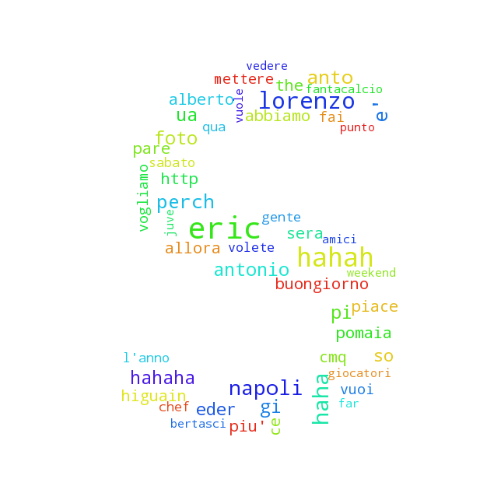 vedere
mettere
the
anto
fantacalcio
alberto
vuole
lorenzo
e'
ua
abbiamo
fai
qua
punto
foto
pare
sabato
http
vogliamo
perch
juve
eric
gente
sera
amici
allora
volete
hahah
antonio
weekend
buongiorno
pi
piace
pomaia
l'anno
cmq
so
hahaha
giocatori
napoli
haha
vuoi
higuain
chef
eder
gi
far
bertasci
piu'
ce